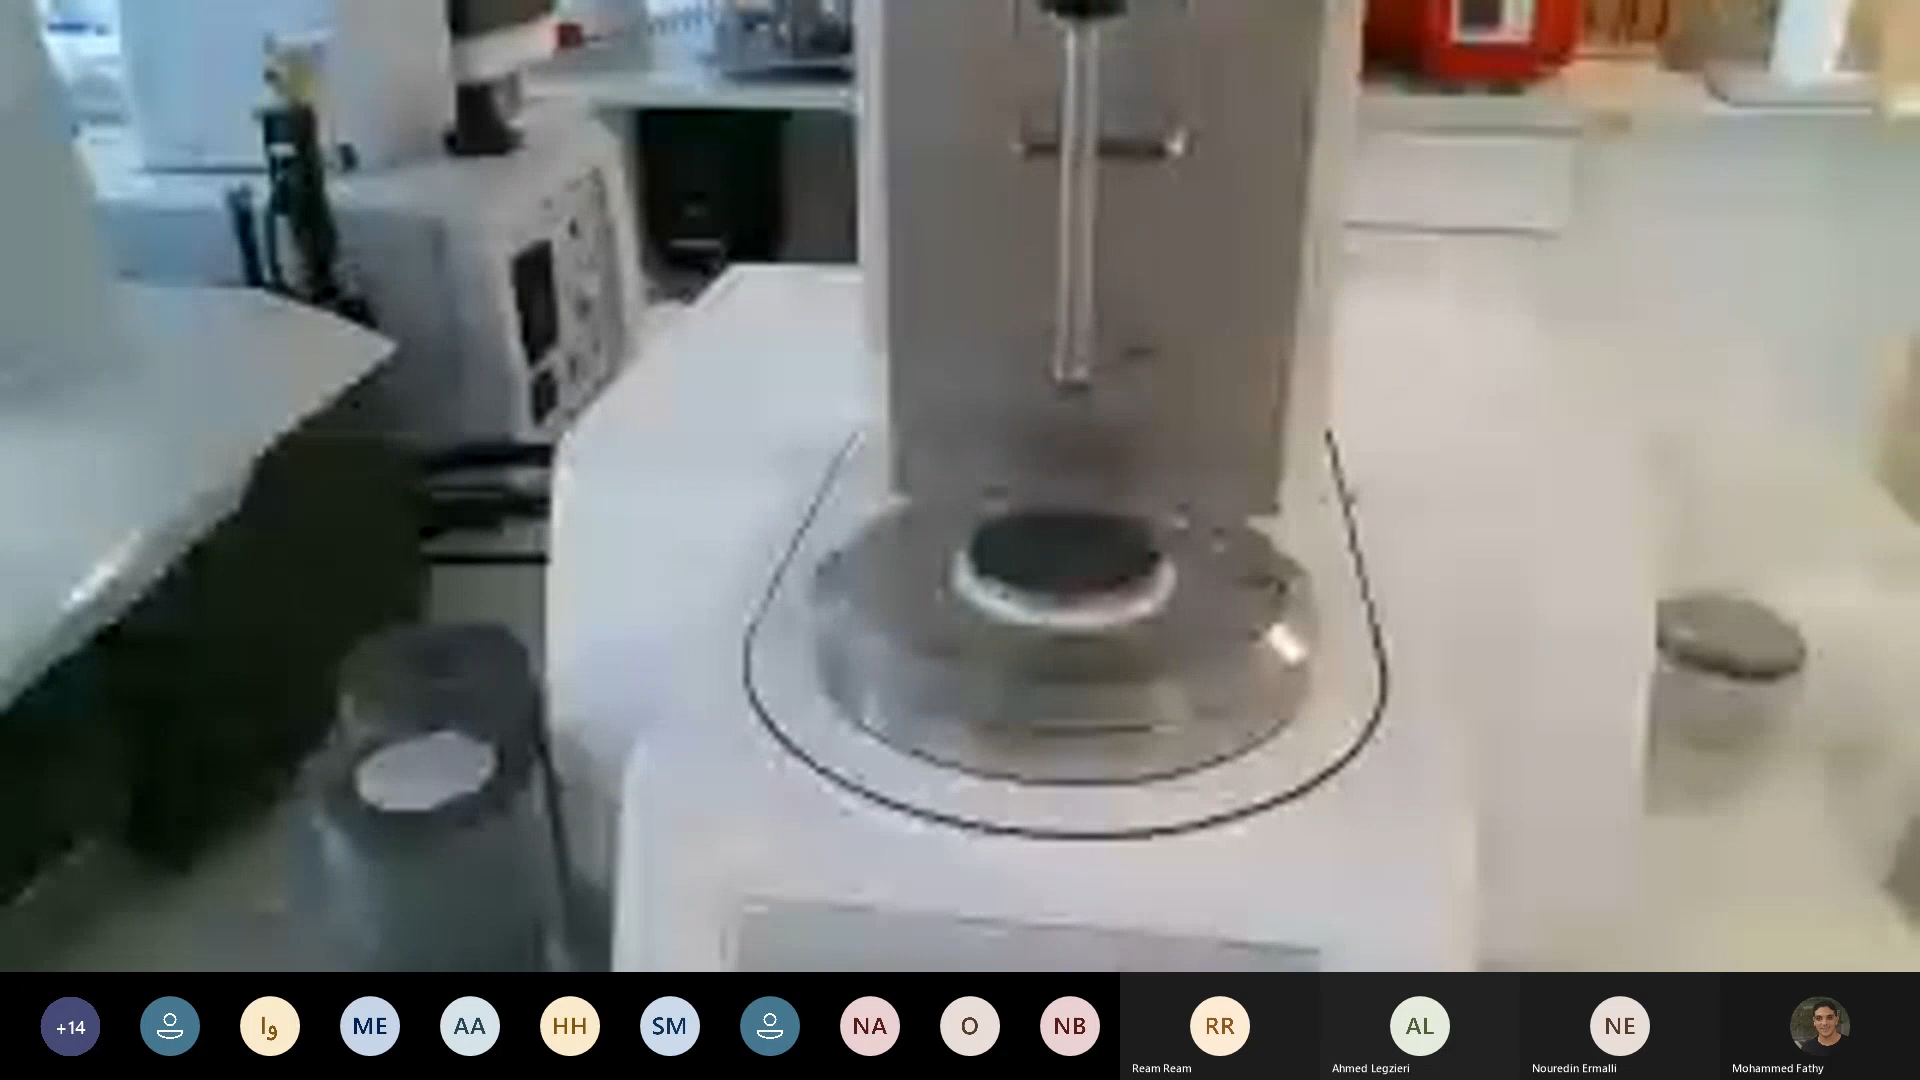 +14
وا
ME
AA
HH
SM
NA
O
NB
RR
AL
NE
Ream Ream
Ahmed Legzieri
Nouredin Ermalli
Mohammed Fathy